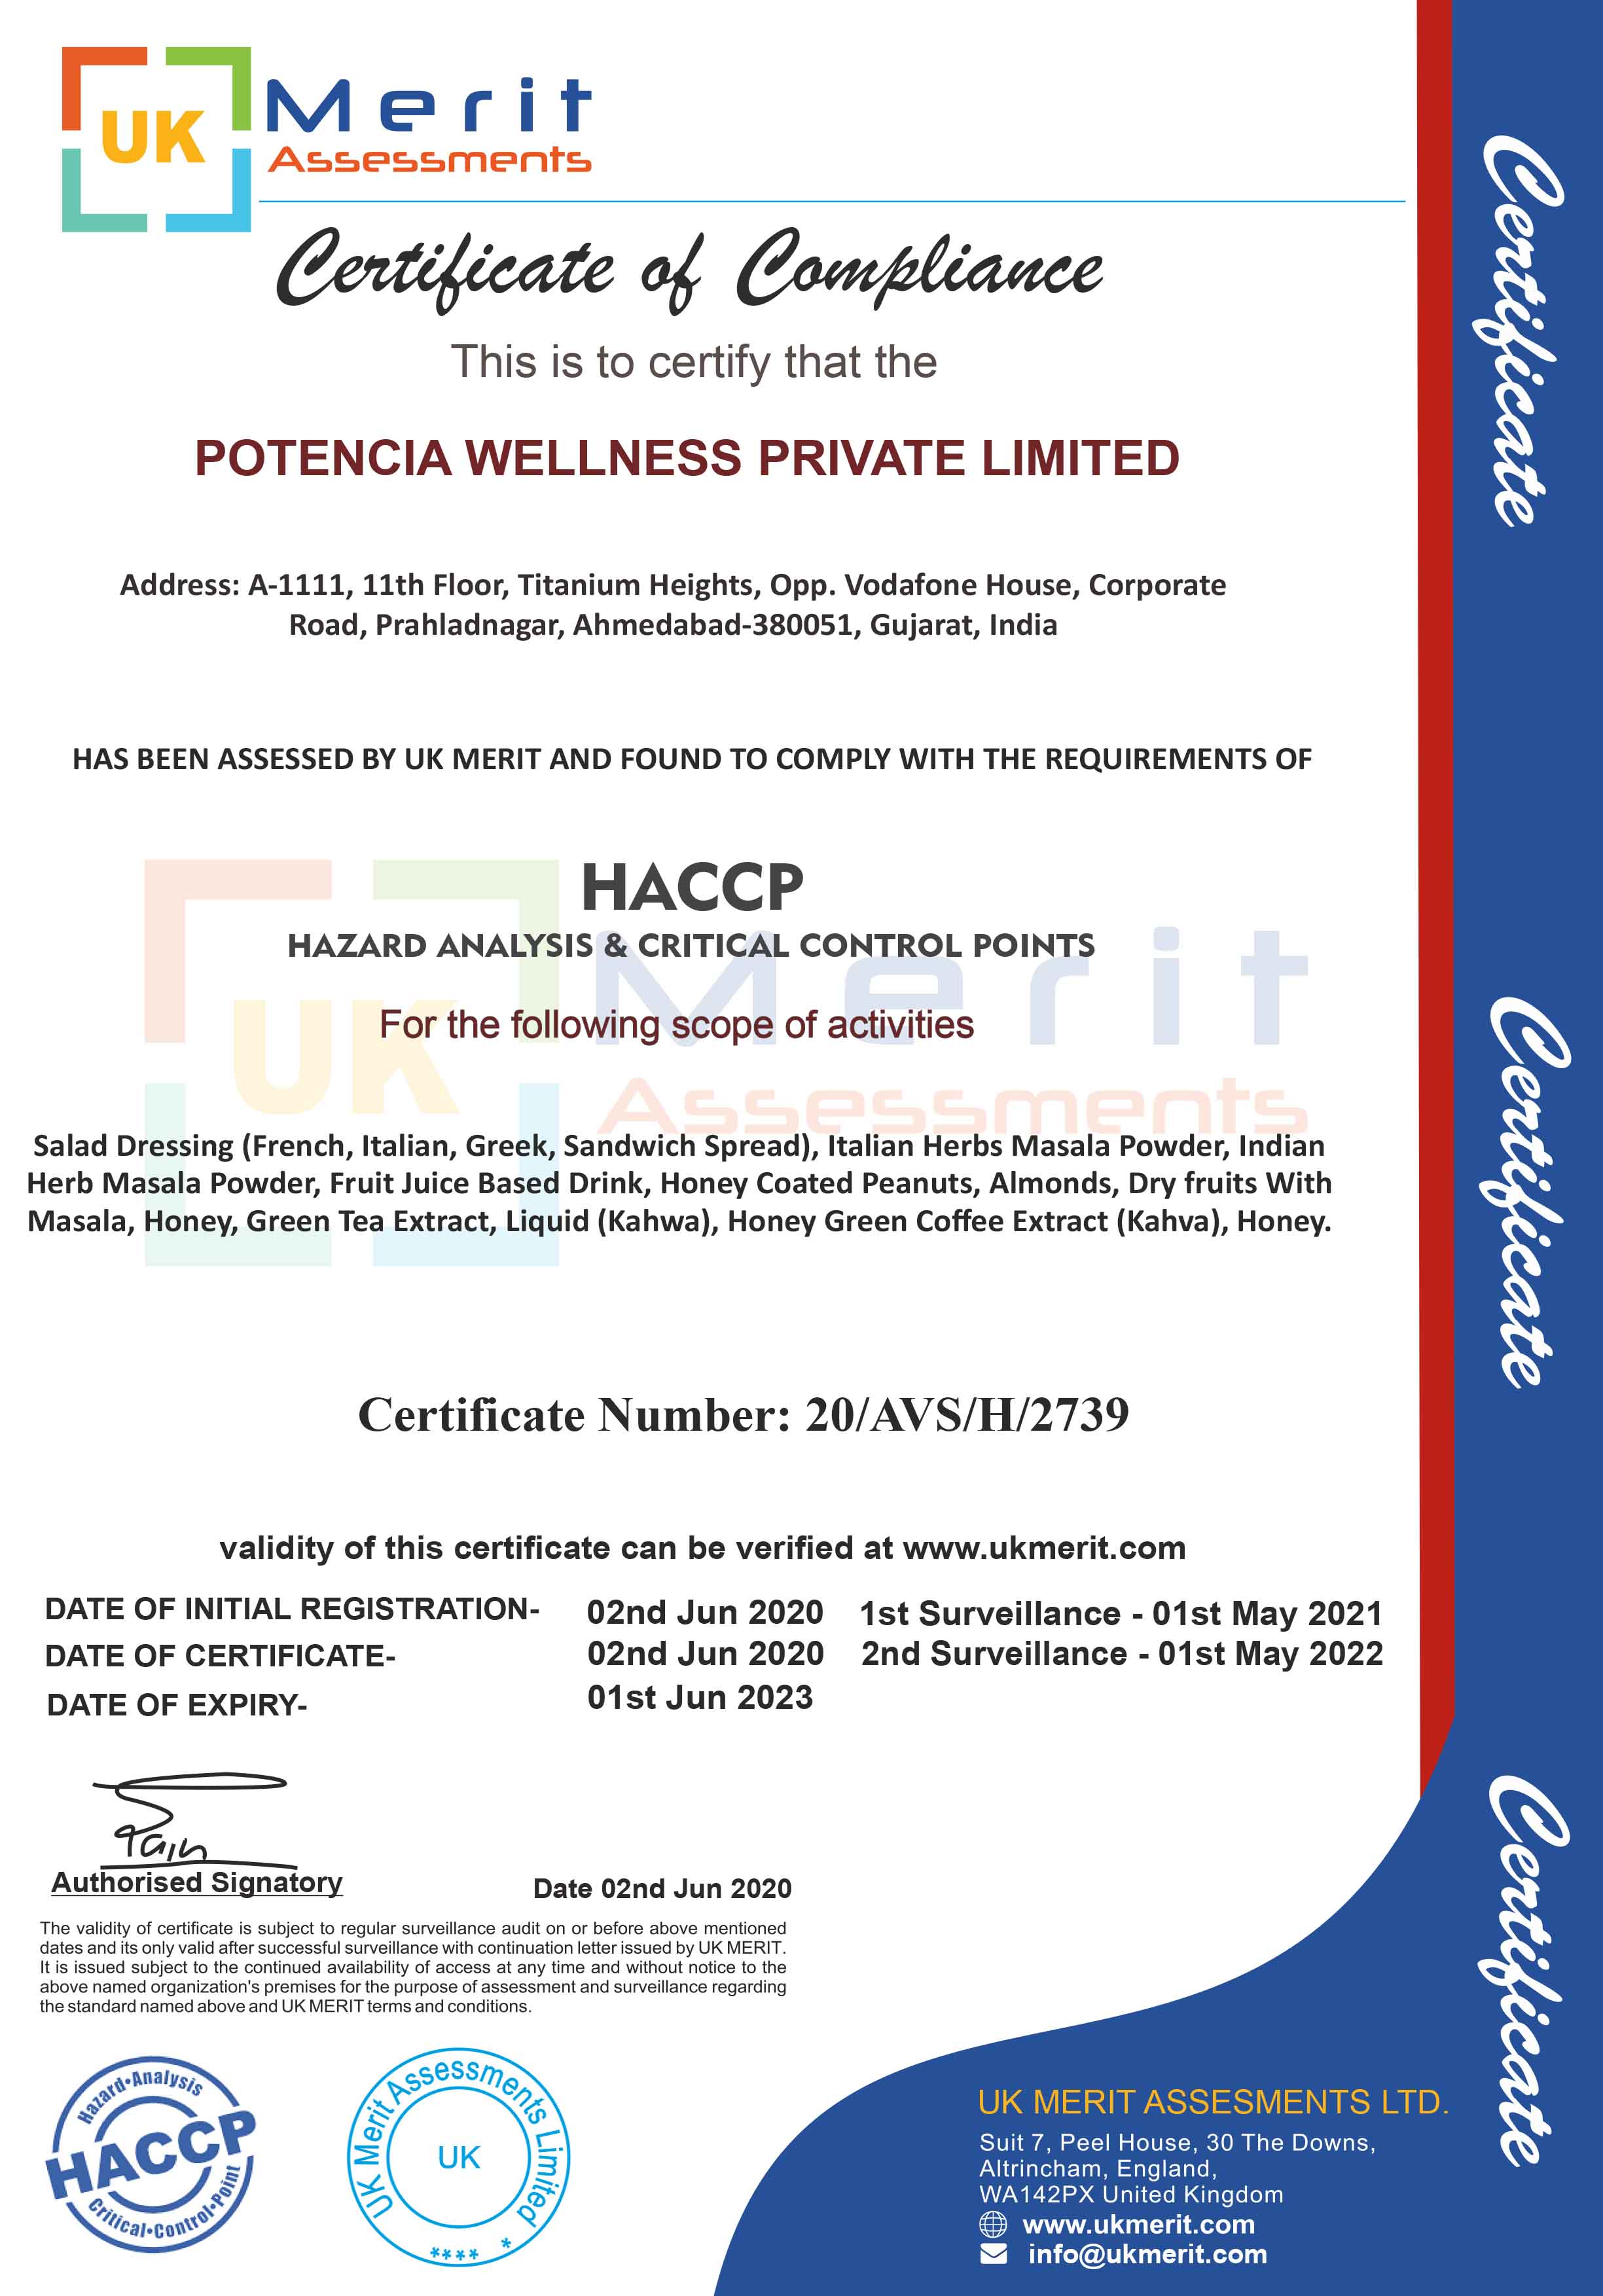 UK
Merit
Assessments
Certificate of Compliance
This is to certify that the
POTENCIA WELLNESS PRIVATE LIMITED
Address: A-1111, 11th Floor, Titanium Heights, Opp. Vodafone House, Corporate
Road, Prahladnagar, Ahmedabad-380051, Gujarat, India
HAS BEEN ASSESSED BY UK MERIT AND FOUND TO COMPLY WITH THE REQUIREMENTS OF
HACCP
HAZARD ANALYSIS & CRITICAL CONTROL POINTS
For the following scope of activities
UK Merit
Assessments
Salad Dressing (French, Italian, Greek, Sandwich Spread), Italian Herbs Masala Powder, Indian
Herb Masala Powder, Fruit Juice Based Drink, Honey Coated Peanuts, Almonds, Dry fruits With
Masala, Honey, Green Tea Extract, Liquid (Kahwa), Honey Green Coffee Extract (Kahva), Honey.
Certificate Number: 20/AVS/H/2739
validity of this certificate can be verified at www.ukmerit.com
DATE OF INITIAL REGISTRATION- 02nd Jun 2020 1st Surveillance - 01st May 2021
DATE OF CERTIFICATE- 02nd Jun 2020 2nd Surveillance - 01st May 2022
DATE OF EXPIRY- 01st Jun 2023
Authorised Signatory Date 02nd Jun 2020
The validity of certificate is subject to regular surveillance audit on or before above mentioned
dates and its only valid after successful surveillance with continuation letter issued by UK MERIT.
It is issued subject to the continued availability of access at any time and without notice to the
above named organization's premises for the purpose of assessment and surveillance regarding
the standard named above and UK MERIT terms and conditions.
Hazard•Analysis
HACCP
Critical•Control•Point
UK Merit Assessments Limited
UK
**** *
UK MERIT ASSESMENTS LTD.
Suit 7, Peel House, 30 The Downs,
Altrincham, England,
WA142PX United Kingdom
www.ukmerit.com
info@ukmerit.com
Certificate
Certificate
Certificate